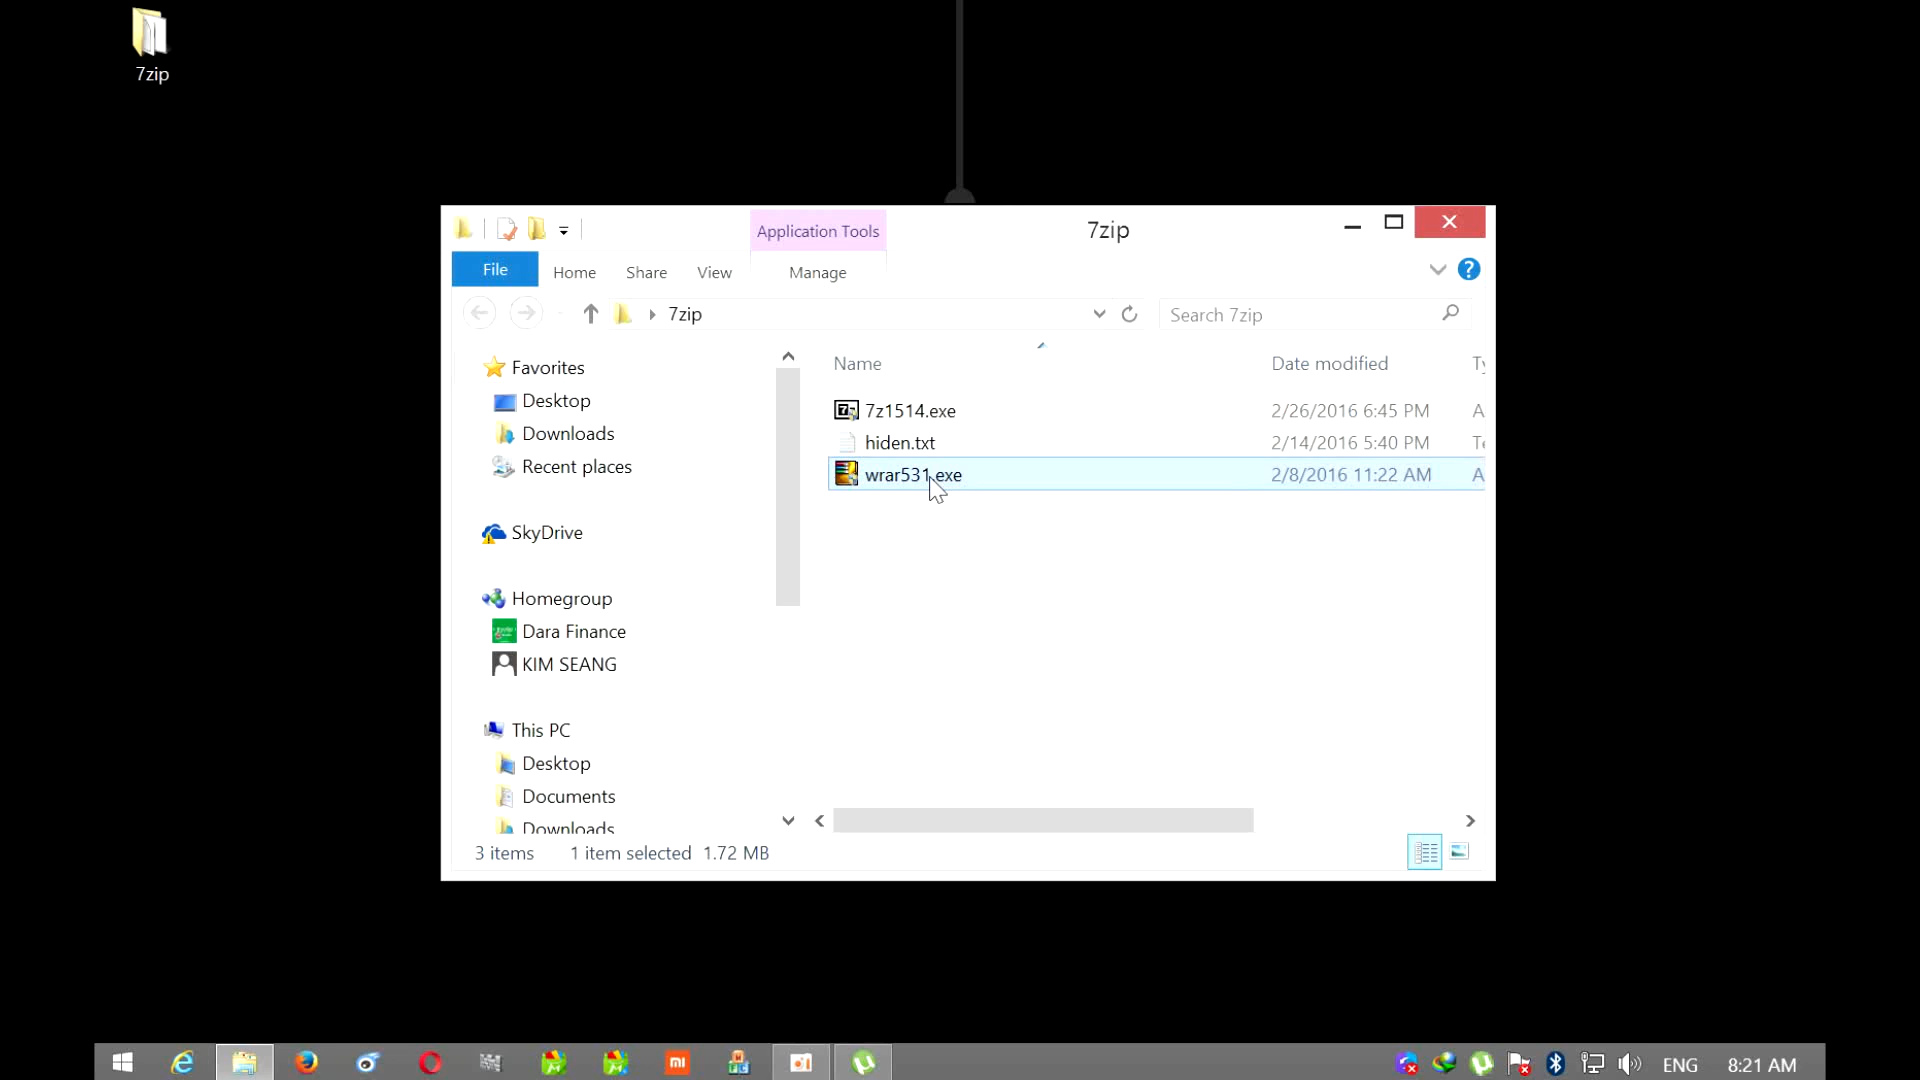 7zip
Application Tools
7zip
File
Home
Share
View
Manage
7zip
Search 7zip
Favorites
Desktop
Downloads
Recent places
SkyDrive
Homegroup
Dara Finance
KIM SEANG
This PC
Desktop
Documents
Downloads
Name
Date modified
Ty
7z1514.exe
2/26/2016 6:45 PM
A
hiden.txt
2/14/2016 5:40 PM
Te
wrar531.exe
2/8/2016 11:22 AM
A
3 items
1 item selected 1.72 MB
ENG
8:21 AM